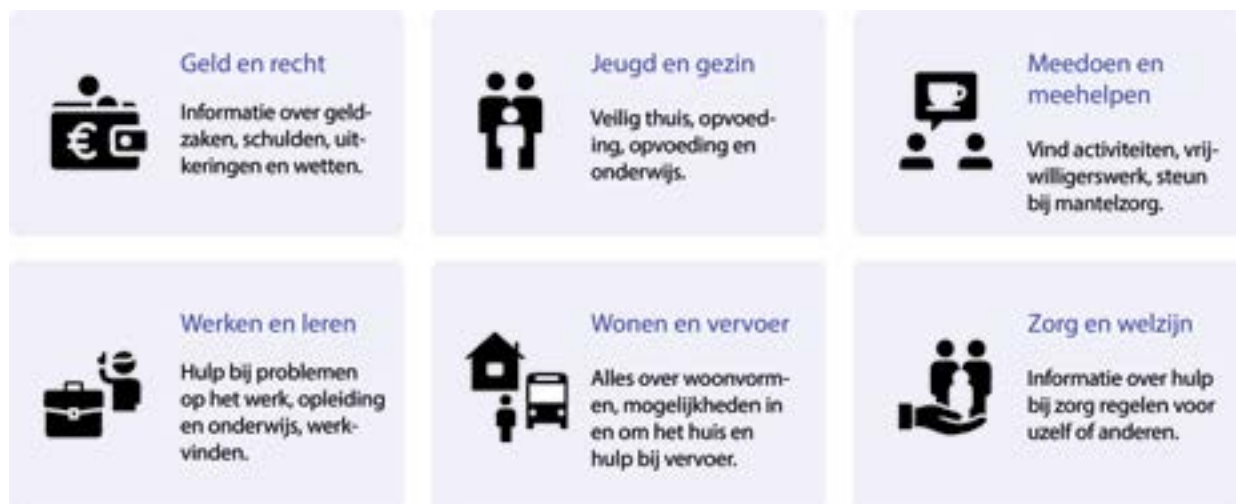 Geld en recht
Informatie over geld-
zaken, schulden, uit-
keringen en wetten.
Jeugd en gezin
Veilig thuis, opvoed-
ing, opvoeding en
onderwijs.
Meedoen en
meehelpen
Vind activiteiten, vrij-
willigerswerk, steun
bij mantelzorg.
Werken en leren
Hulp bij problemen
op het werk, opleiding
en onderwijs, werk-
vinden.
Wonen en vervoer
Alles over woonvorm-
en, mogelijkheden in
en om het huis en
hulp bij vervoer.
Zorg en welzijn
Informatie over hulp
bij zorg regelen voor
uzelf of anderen.